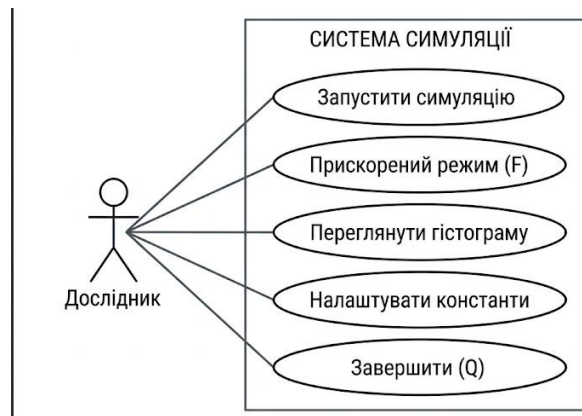 СИСТЕМА СИМУЛЯЦІЇ
Запустити симуляцію
Прискорений режим (F)
Переглянути гістограму
Налаштувати константи
Завершити (Q)
Дослідник